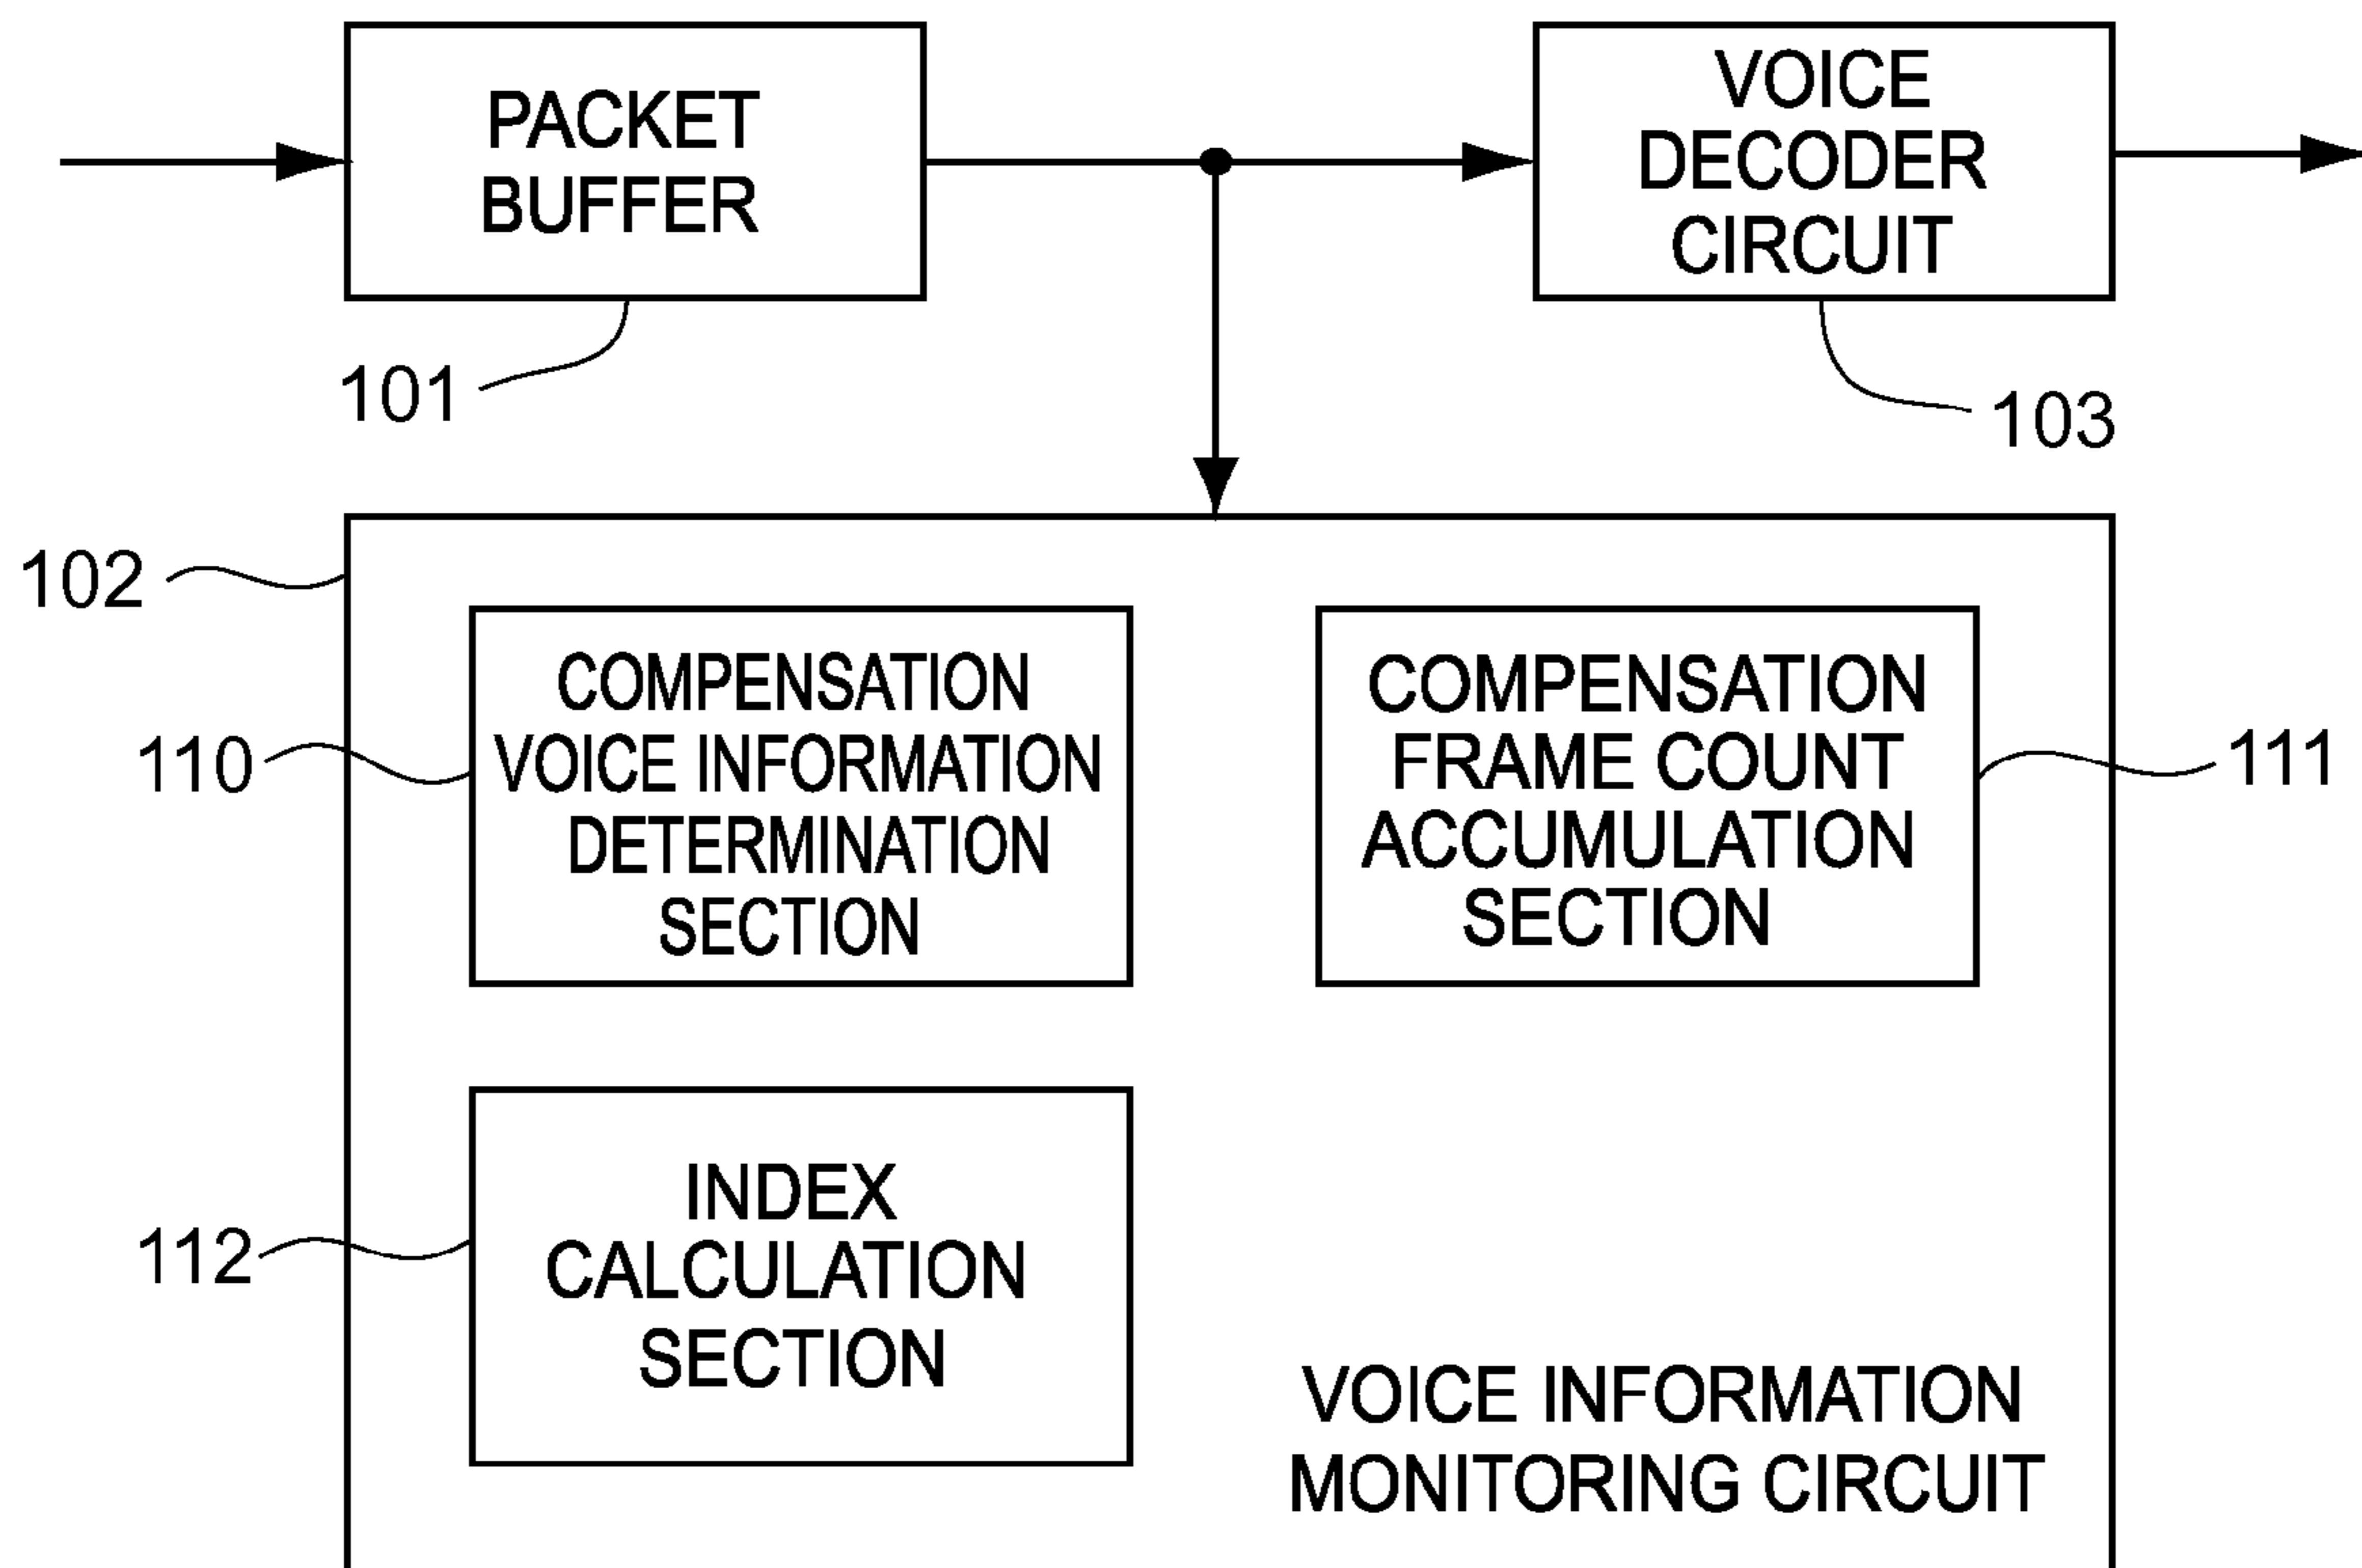 PACKET
BUFFER
VOICE
DECODER
CIRCUIT
101
103
102
COMPENSATION
VOICE INFORMATION
DETERMINATION
SECTION
COMPENSATION
FRAME COUNT
ACCUMULATION
SECTION
110
111
INDEX
CALCULATION
SECTION
112
VOICE INFORMATION
MONITORING CIRCUIT